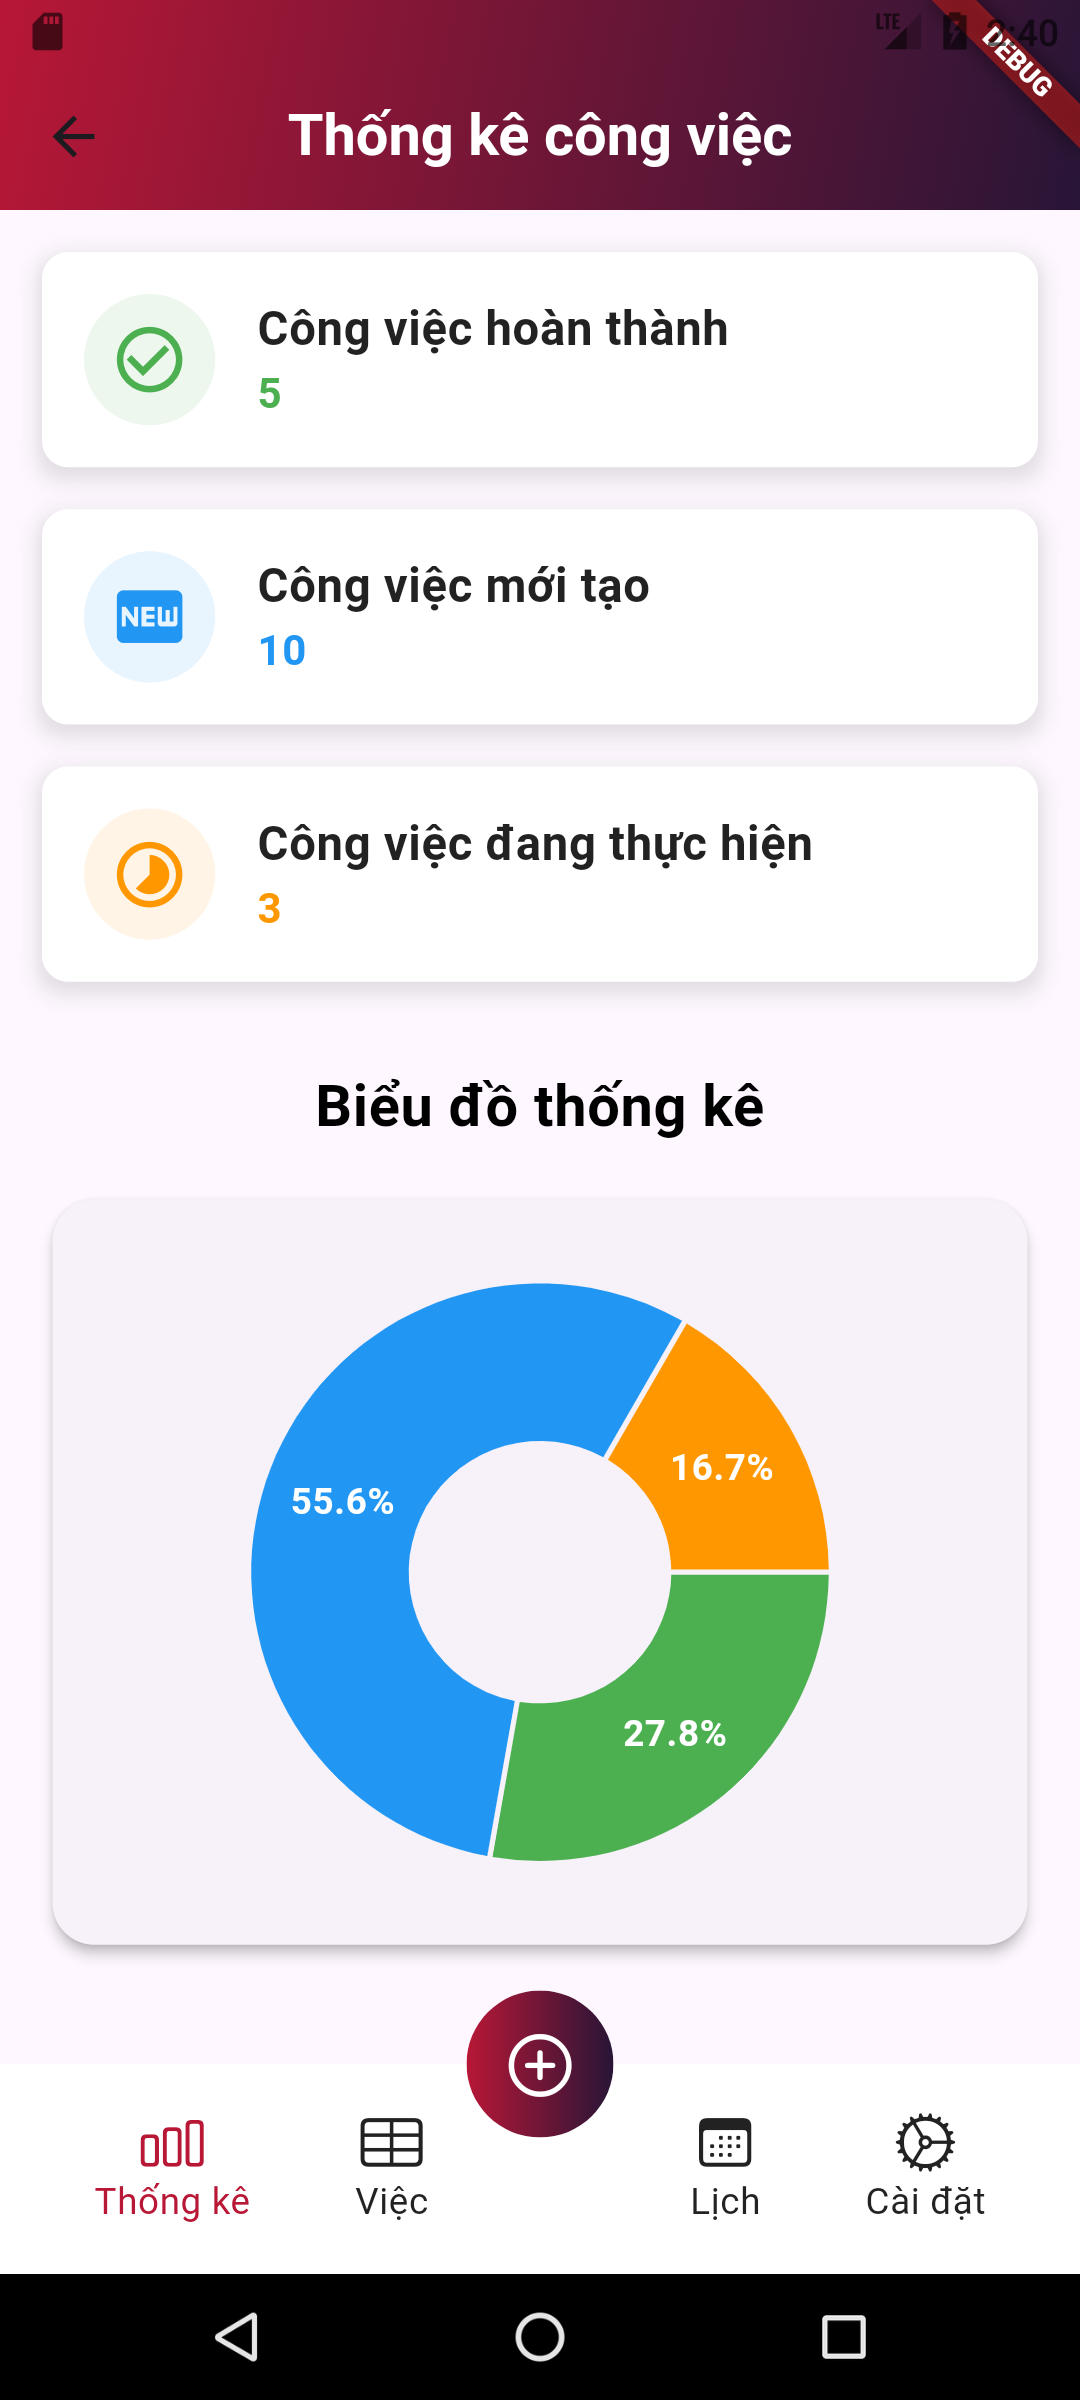 LTE
:40
DEBUG
Thống kê công việc
Công việc hoàn thành
5
NEW
Công việc mới tạo
10
Công việc đang thực hiện
3
Biểu đồ thống kê
16.7%
55.6%
27.8%
Thống kê
Việc
Lịch
Cài đặt